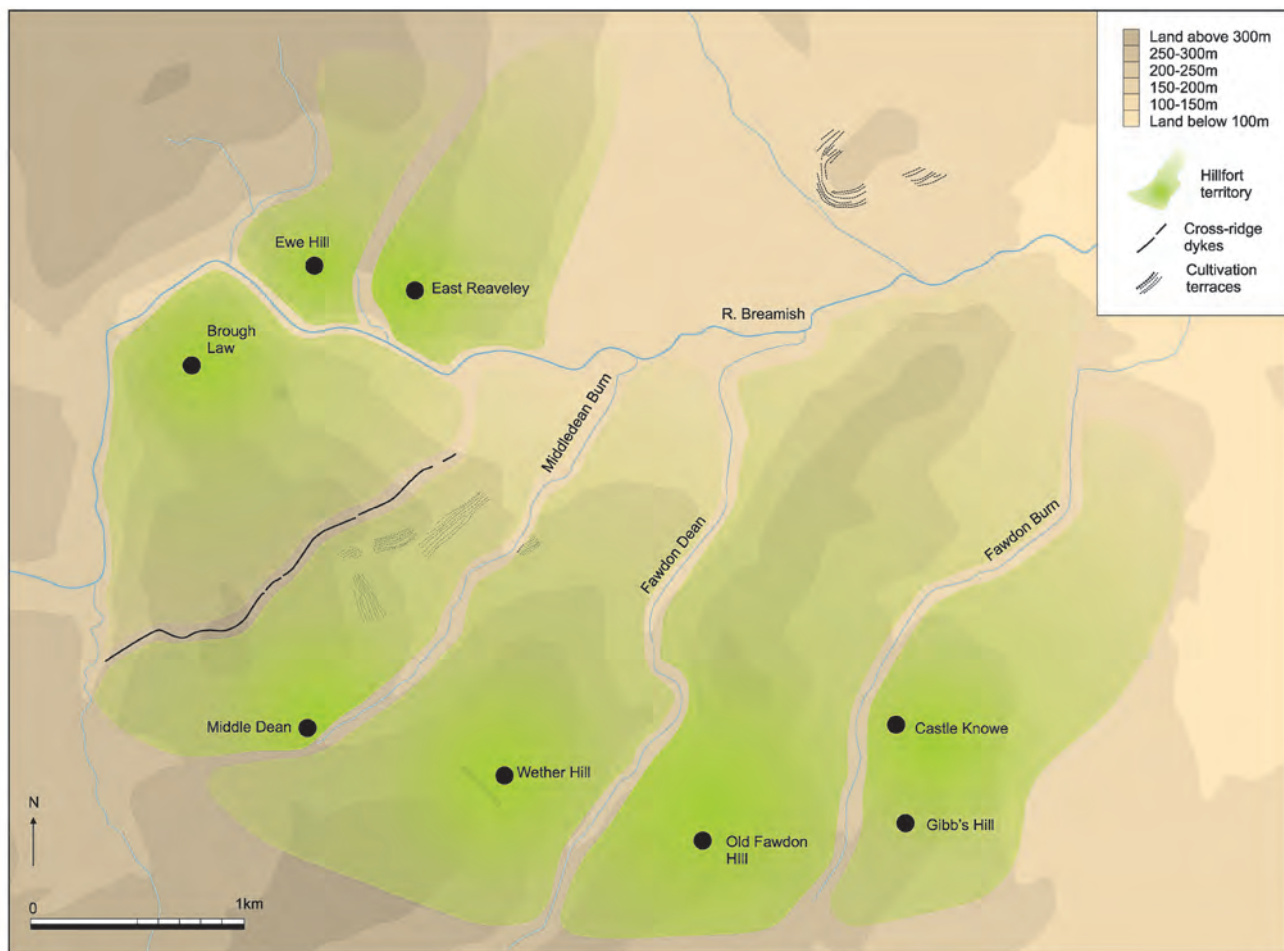 Land above 300m
250-300m
200-250m
150-200m
100-150m
Land below 100m
Hillfort
territory
Cross-ridge
dykes
Cultivation
terraces
Ewe Hill
East Reaveley
R. Breamish
Brough
Law
Middledean Burn
Fawdon Dean
Fawdon Burn
Middle Dean
Castle Knowe
Wether Hill
Gibb's Hill
Old Fawdon
Hill
N
0
1km